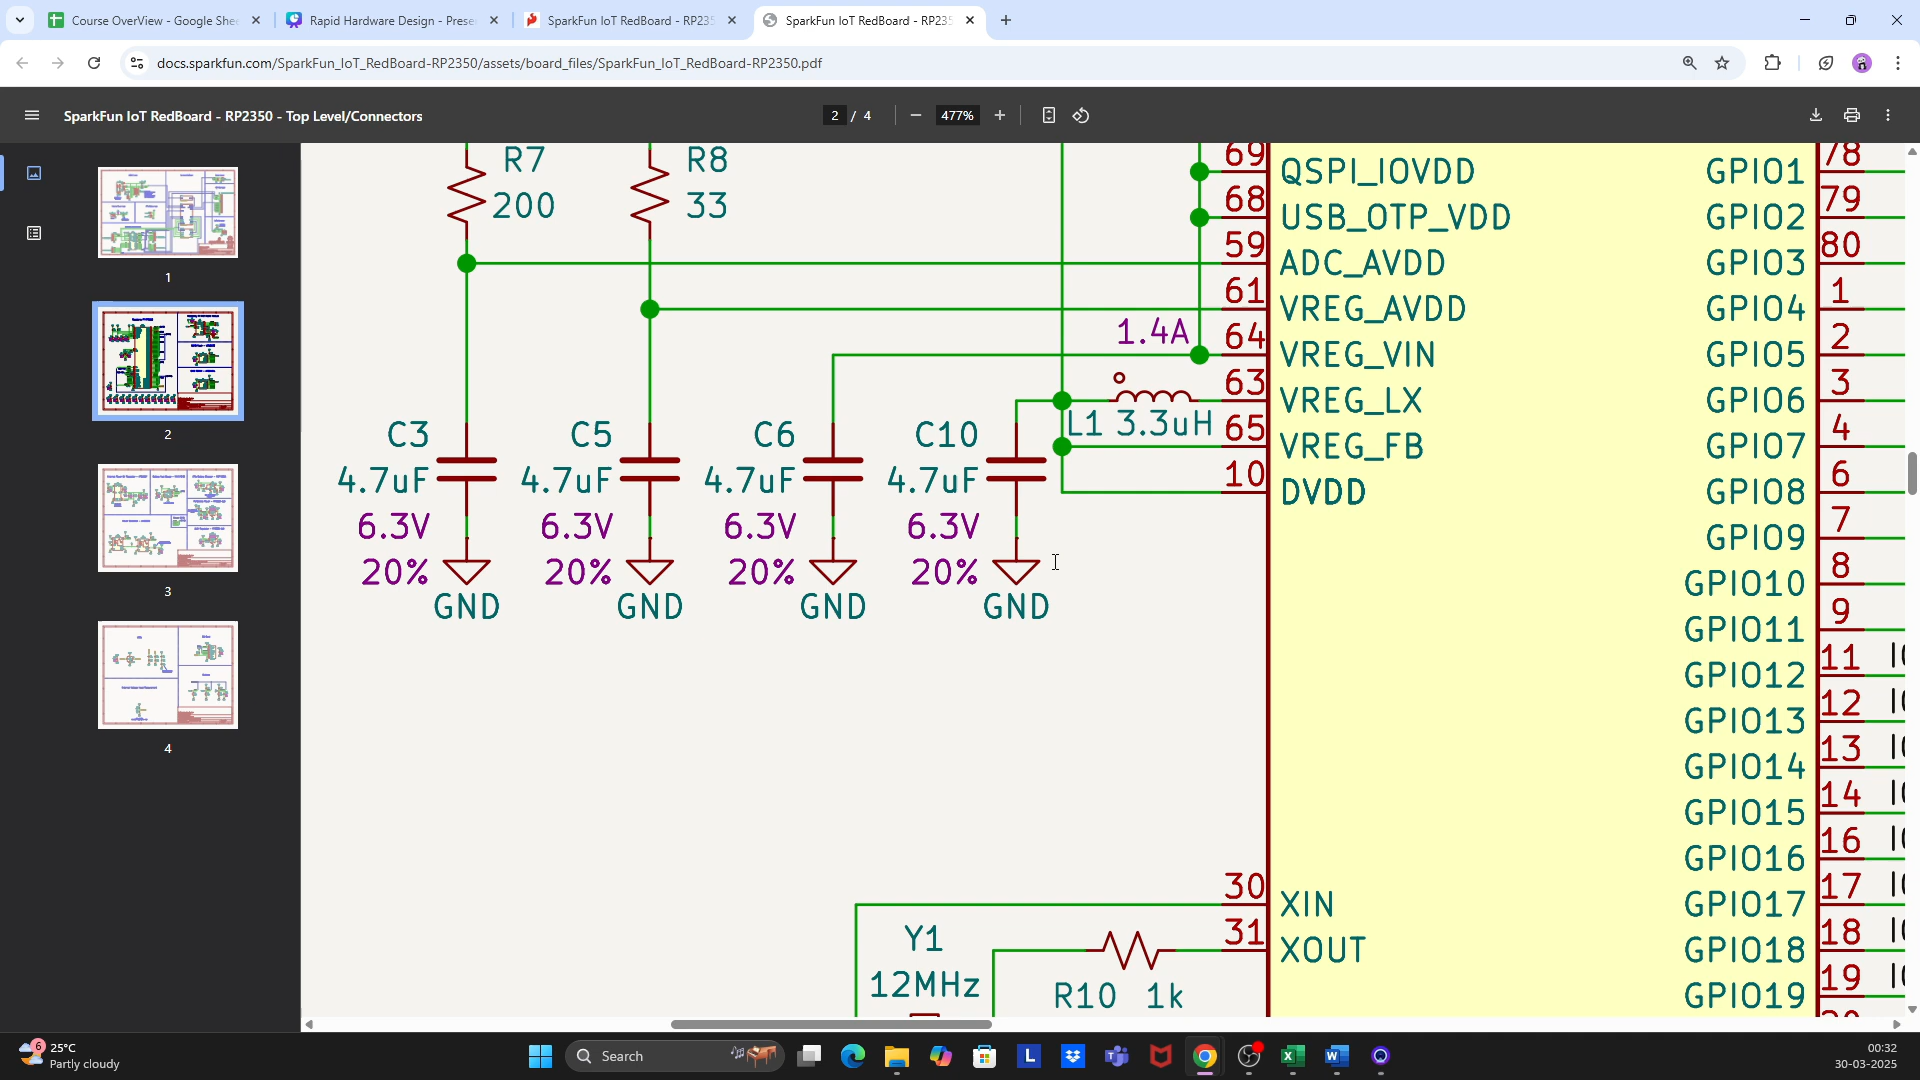 Course OverView - Google She
Rapid Hardware Design - Prese
SparkFun IoT RedBoard - RP235
SparkFun IoT RedBoard - RP235
docs.sparkfun.com/SparkFun_IoT_RedBoard-RP2350/assets/board_files/SparkFun_IoT_RedBoard-RP2350.pdf
SparkFun IoT RedBoard - RP2350 - Top Level/Connectors
2 / 4
477%
1
2
3
4
R7
200
R8
33
69 QSPI_IOVDD
68 USB_OTP_VDD
59 ADC_AVDD
61 VREG_AVDD
1.4A
64 VREG_VIN
63 VREG_LX
L1 3.3uH
65 VREG_FB
10 DVDD
C3
4.7uF
6.3V
20%
GND
C5
4.7uF
6.3V
20%
GND
C6
4.7uF
6.3V
20%
GND
C10
4.7uF
6.3V
20%
GND
30 XIN
31 XOUT
Y1
12MHz
R10 1k
GPIO1 78
GPIO2 79
GPIO3 80
GPIO4 1
GPIO5 2
GPIO6 3
GPIO7 4
GPIO8 6
GPIO9 7
GPIO10 8
GPIO11 9
GPIO12 11
GPIO13 12
GPIO14 13
GPIO15 14
GPIO16 16
GPIO17 17
GPIO18 18
GPIO19 19
6
25°C
Partly cloudy
Search
00:32
30-03-2025